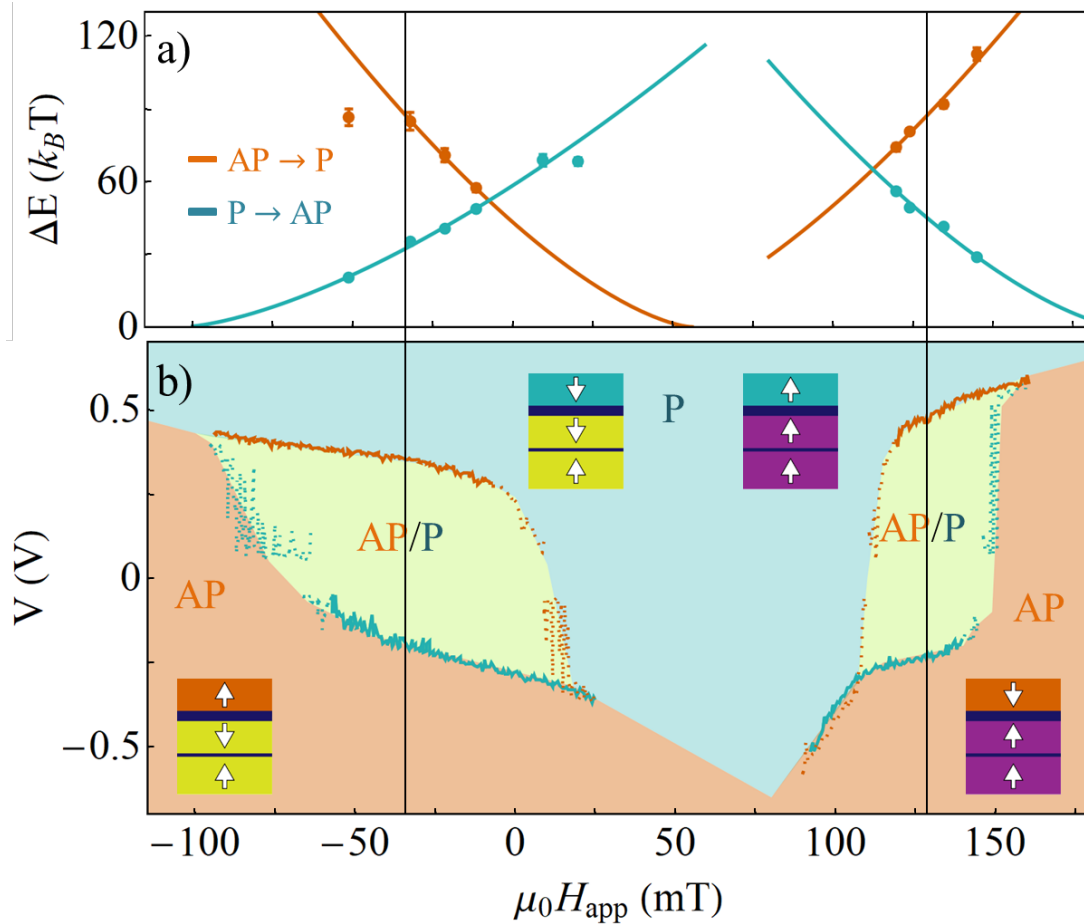 a)
120
60
0
ΔE (k_BT)
AP → P
P → AP
b)
0.5
0
−0.5
V (V)
P
AP/P
AP/P
AP
AP
−100
−50
0
50
100
150
μ₀H_app (mT)